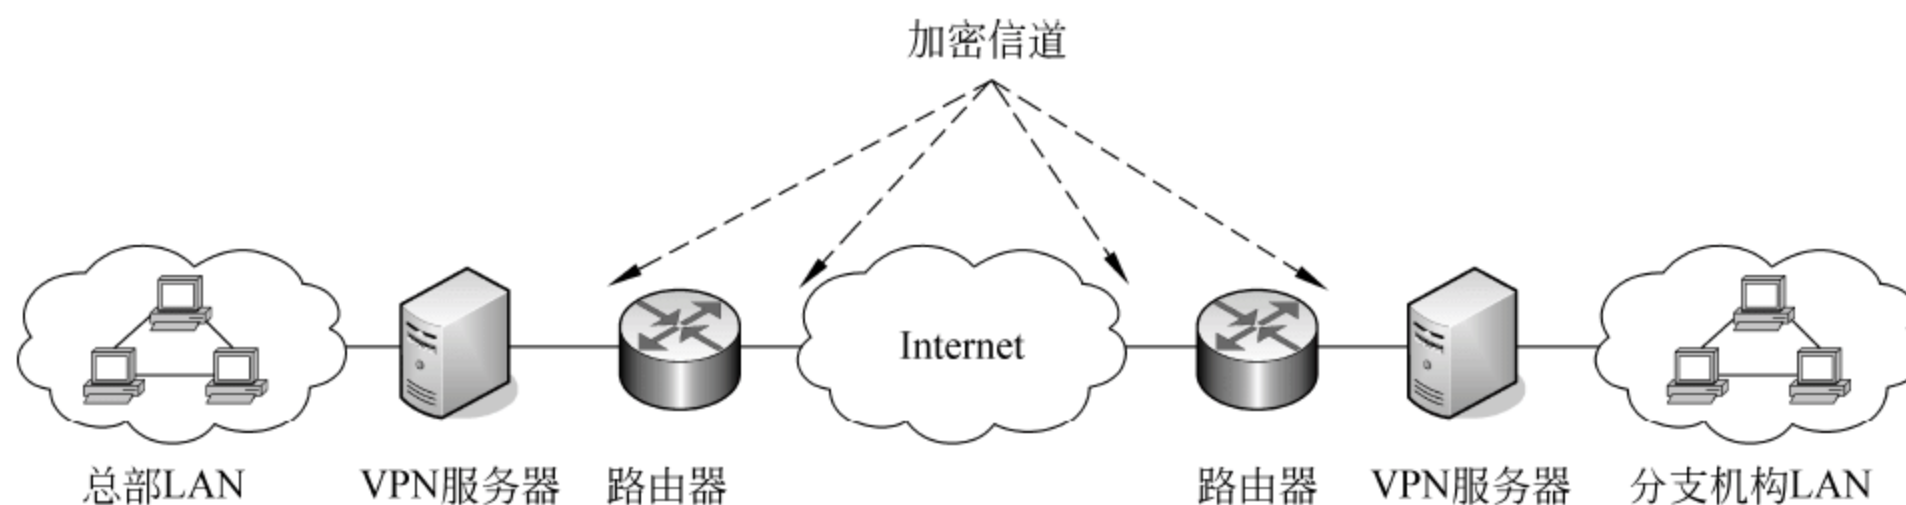 加密信道
Internet
总部LAN
VPN服务器
路由器
路由器
VPN服务器
分支机构LAN